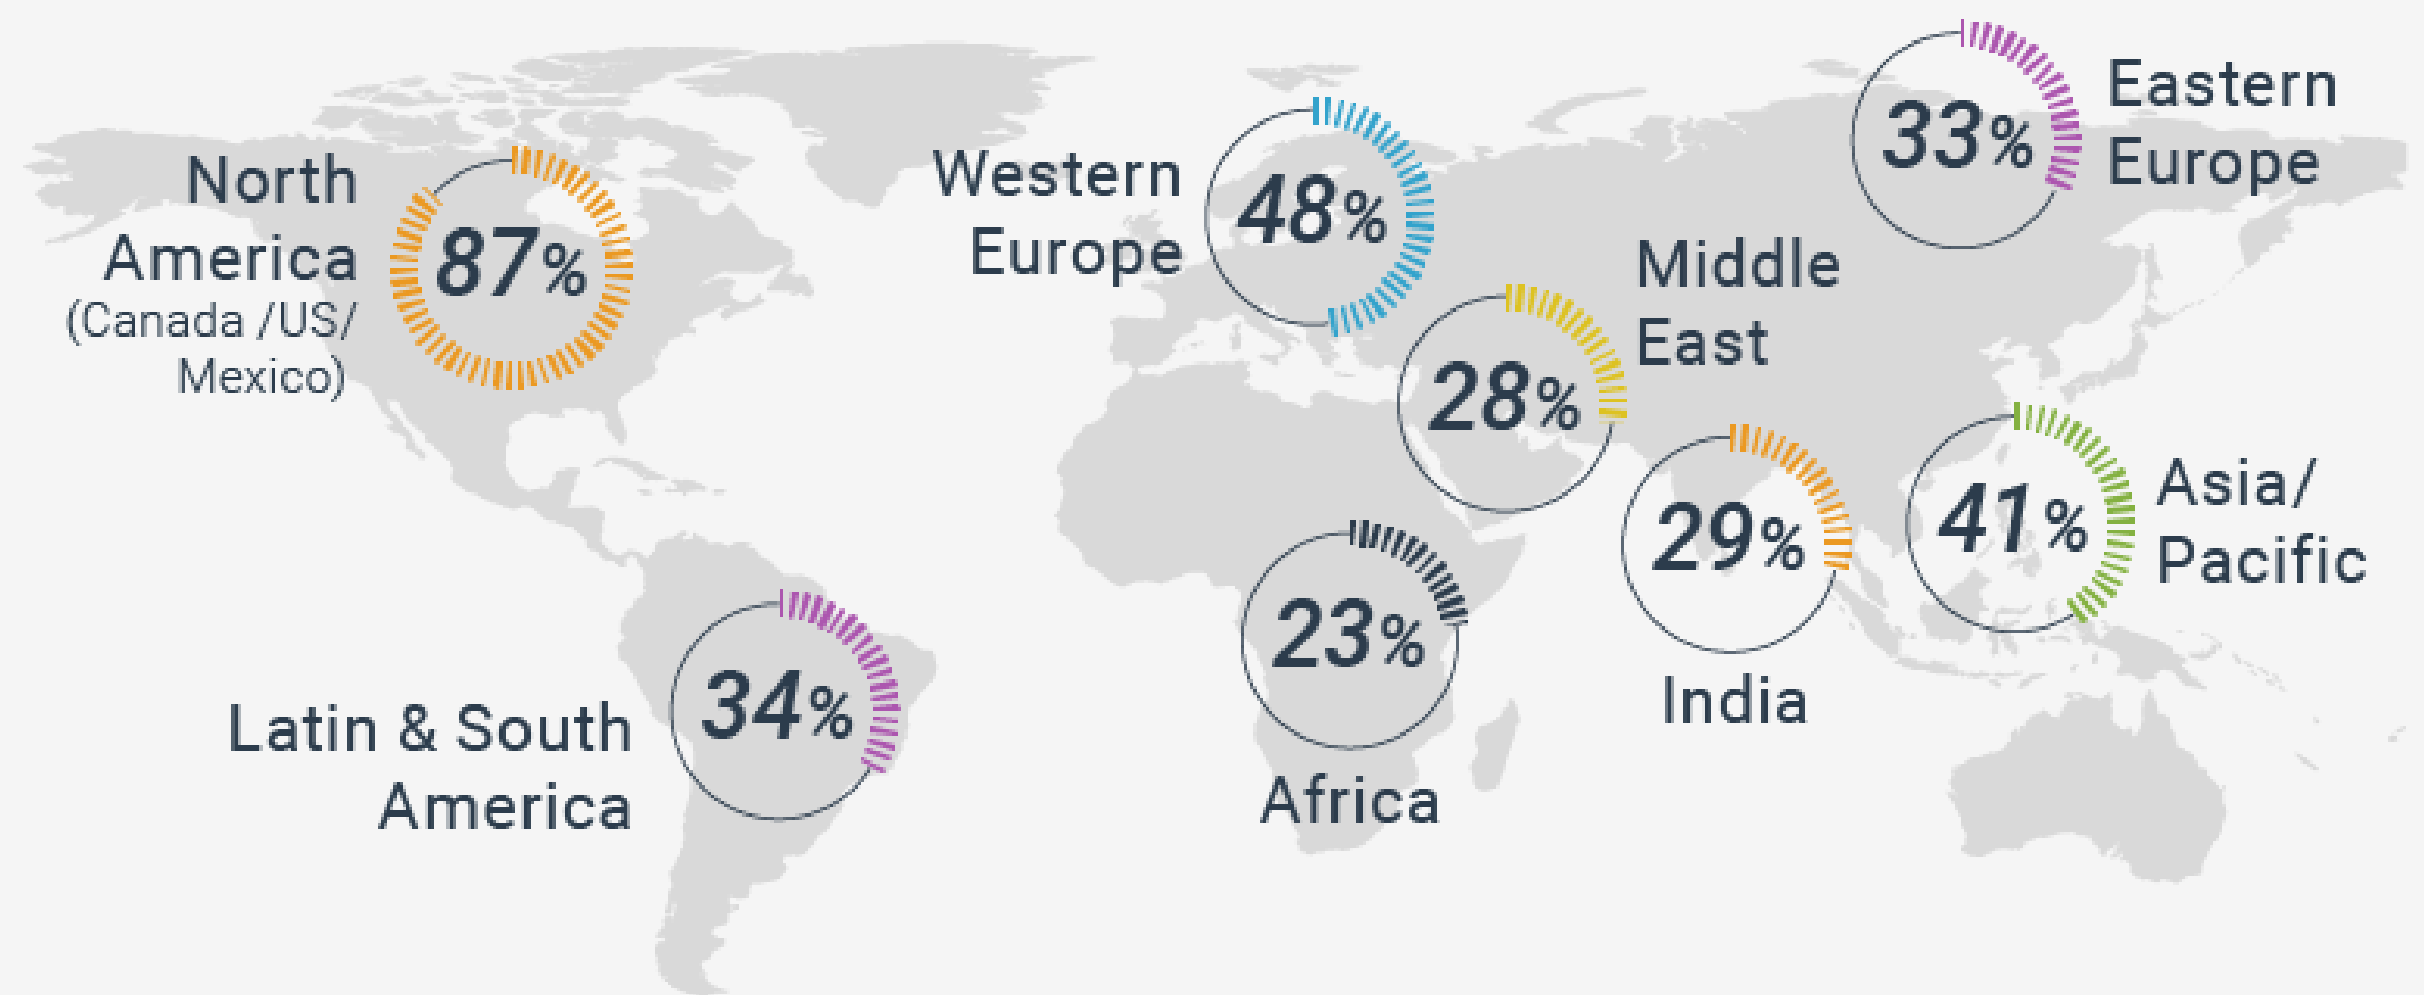 North
America
(Canada /US/
Mexico)
87%
Western
Europe
48%
Eastern
Europe
33%
Middle
East
28%
Asia/
Pacific
41%
India
29%
Africa
23%
Latin & South
America
34%